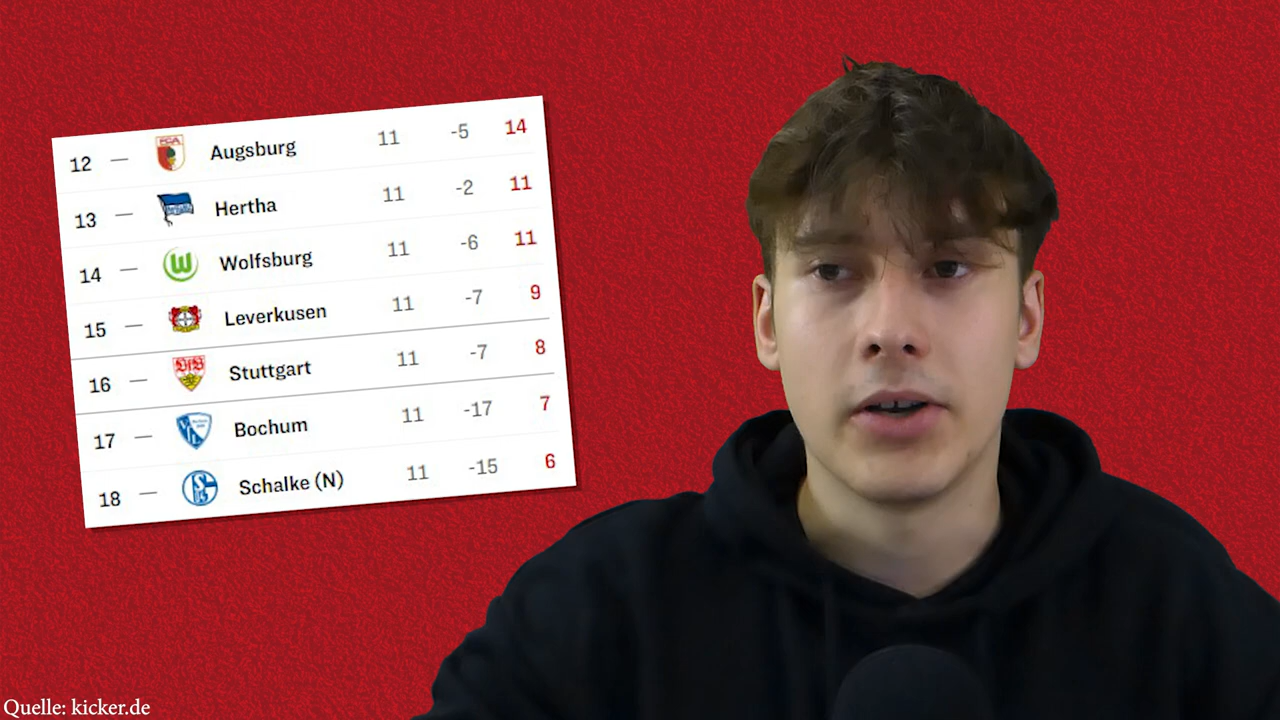 12 — Augsburg 11 -5 14
13 — Hertha 11 -2 11
14 — Wolfsburg 11 -6 11
15 — Leverkusen 11 -7 9
16 — Stuttgart 11 -7 8
17 — Bochum 11 -17 7
18 — Schalke (N) 11 -15 6
Quelle: kicker.de